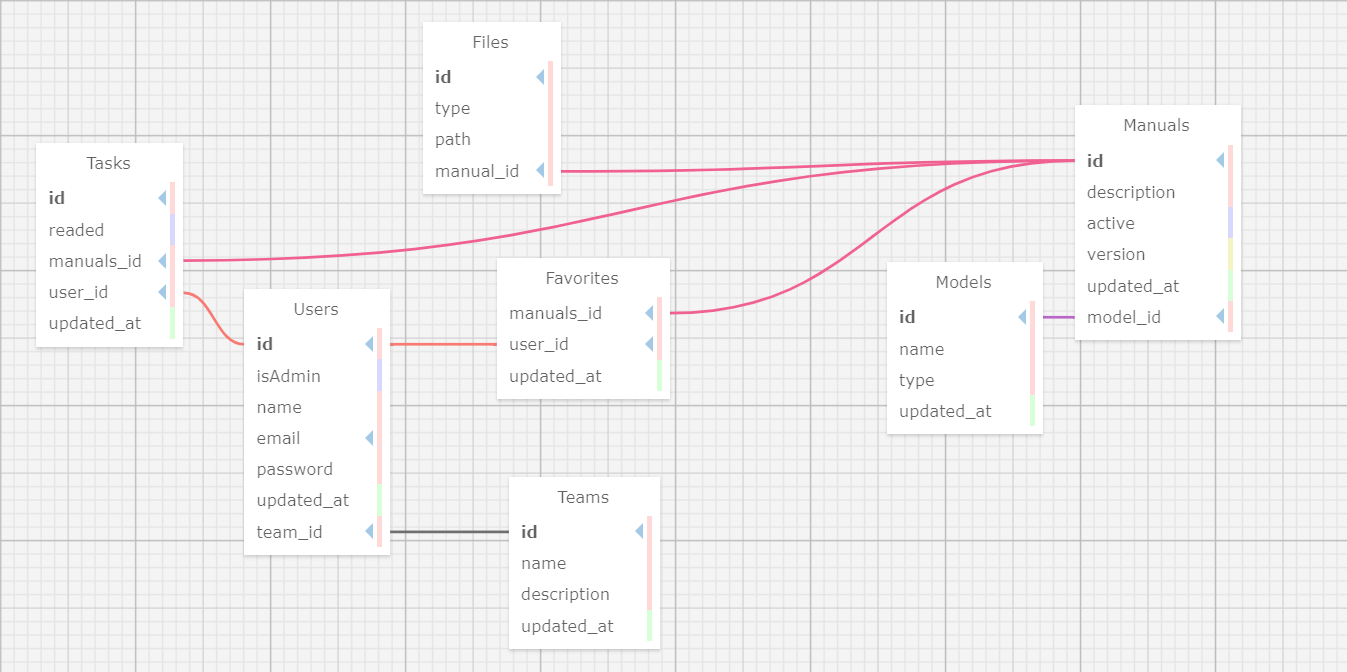 Files
id
type
path
manual_id
Manuals
id
description
active
version
updated_at
model_id
Tasks
id
readed
manuals_id
user_id
updated_at
Users
id
isAdmin
name
email
password
updated_at
team_id
Favorites
manuals_id
user_id
updated_at
Models
id
name
type
updated_at
Teams
id
name
description
updated_at